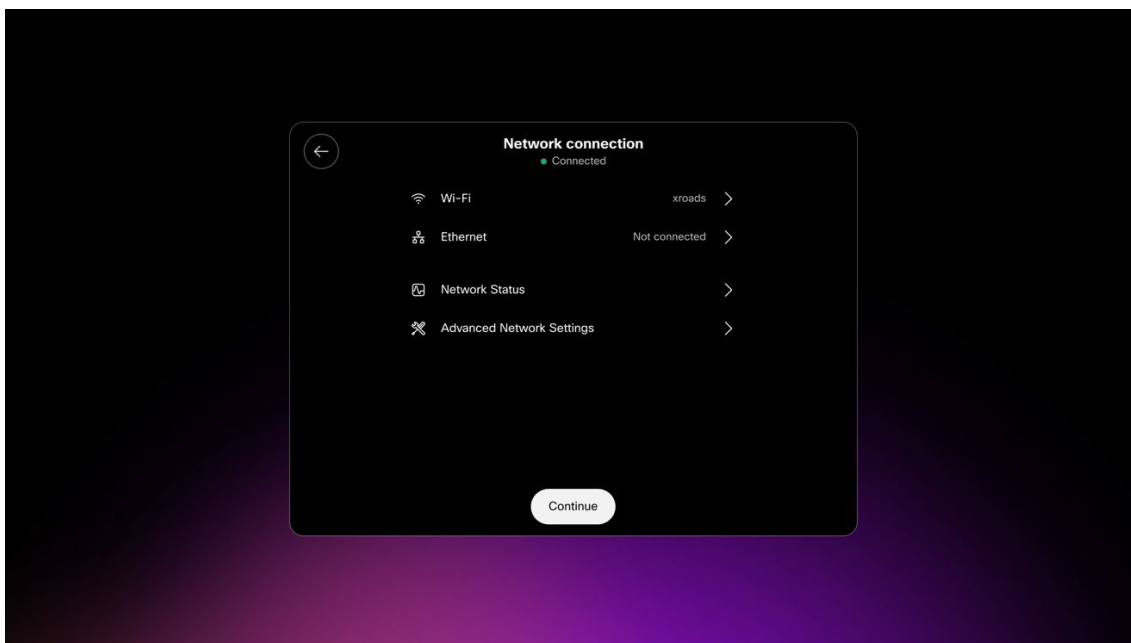 Network connection
Connected
Wi-Fi xroads
Ethernet Not connected
Network Status
Advanced Network Settings
Continue